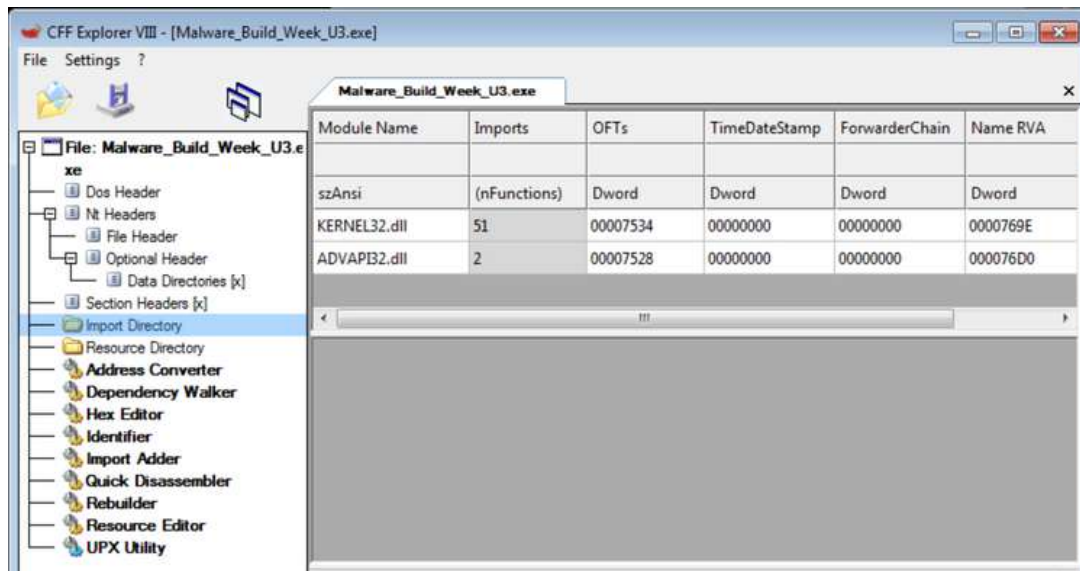 CFF Explorer VIII - [Malware_Build_Week_U3.exe]
File Settings ?
Malware_Build_Week_U3.exe
File: Malware_Build_Week_U3.e
xe
Dos Header
Nt Headers
File Header
Optional Header
Data Directories [x]
Section Headers [x]
Import Directory
Resource Directory
Address Converter
Dependency Walker
Hex Editor
Identifier
Import Adder
Quick Disassembler
Rebuilder
Resource Editor
UPX Utility
Module Name Imports OFTs TimeDateStamp ForwarderChain Name RVA
szAnsi (nFunctions) Dword Dword Dword Dword
KERNEL32.dll 51 00007534 00000000 00000000 0000769E
ADVAPI32.dll 2 00007528 00000000 00000000 000076D0